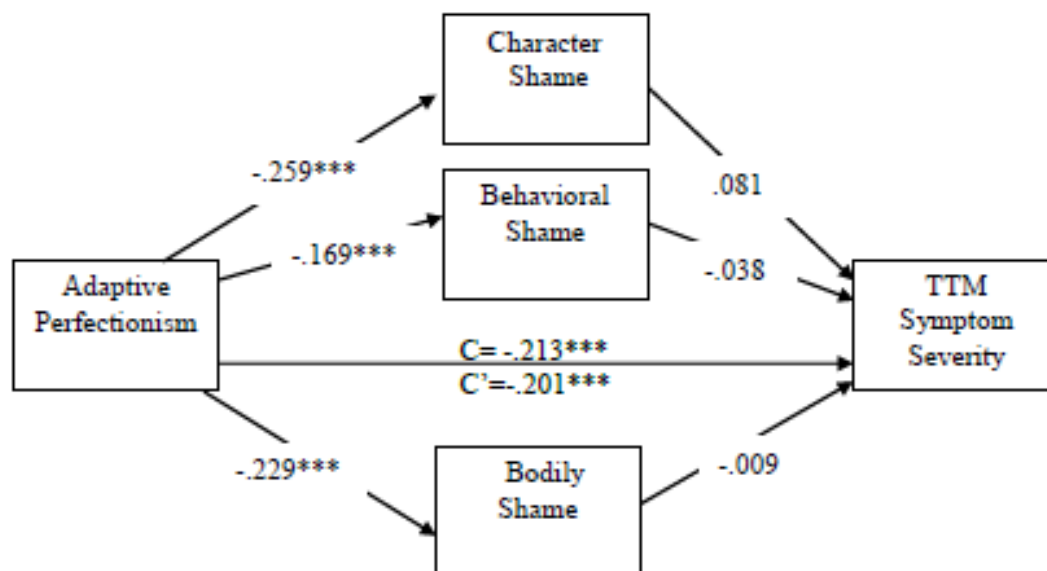 Character
Shame
-.259***
.081
Behavioral
Shame
-.169***
-.038
Adaptive
Perfectionism
TTM
Symptom
Severity
C= -.213***
C’=-.201***
-.229***
-.009
Bodily
Shame